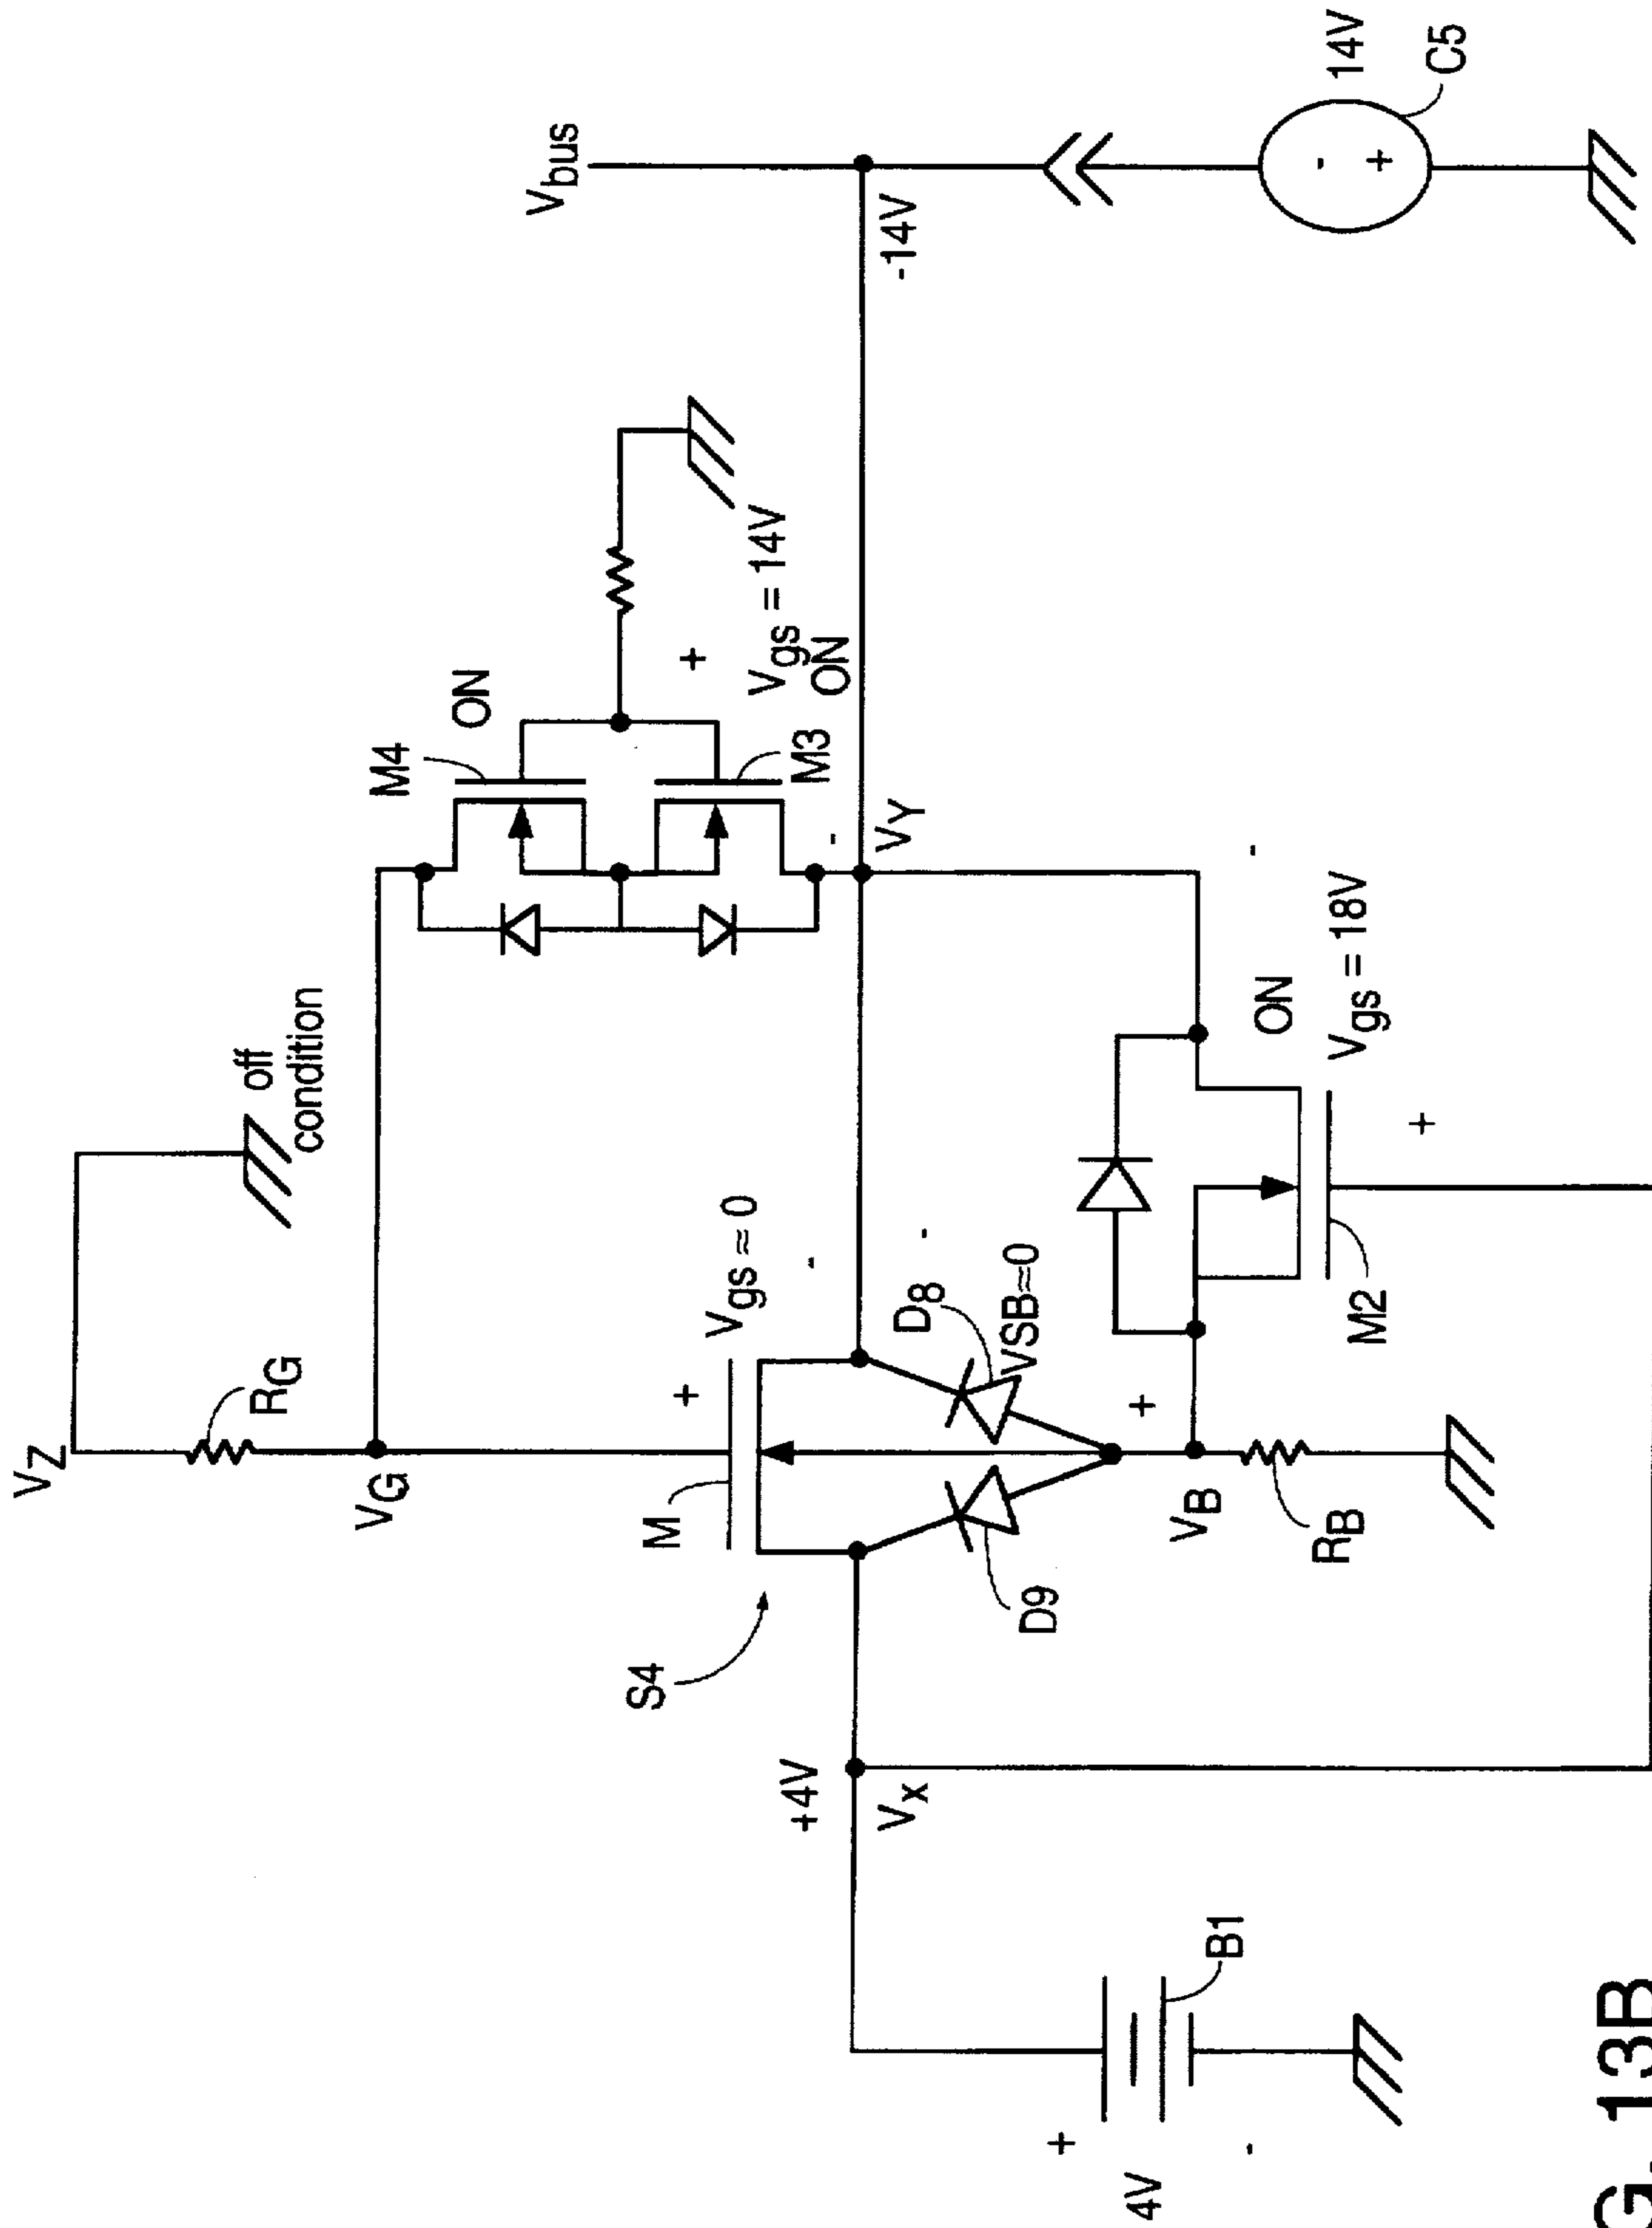 VZ
RG
off
condition
VG
M4
ON
+
Vgs = 14V
ON
M3
-
Vbus
M
+
Vgs ≈ 0
-
S4
+4V
VX
VY
-14V
D9
D8
-
VSB≈0
+
VB
RB
M2
ON
Vgs = 18V
-
+
+
4V
-
B1
-
+
14V
C5
G. 13B